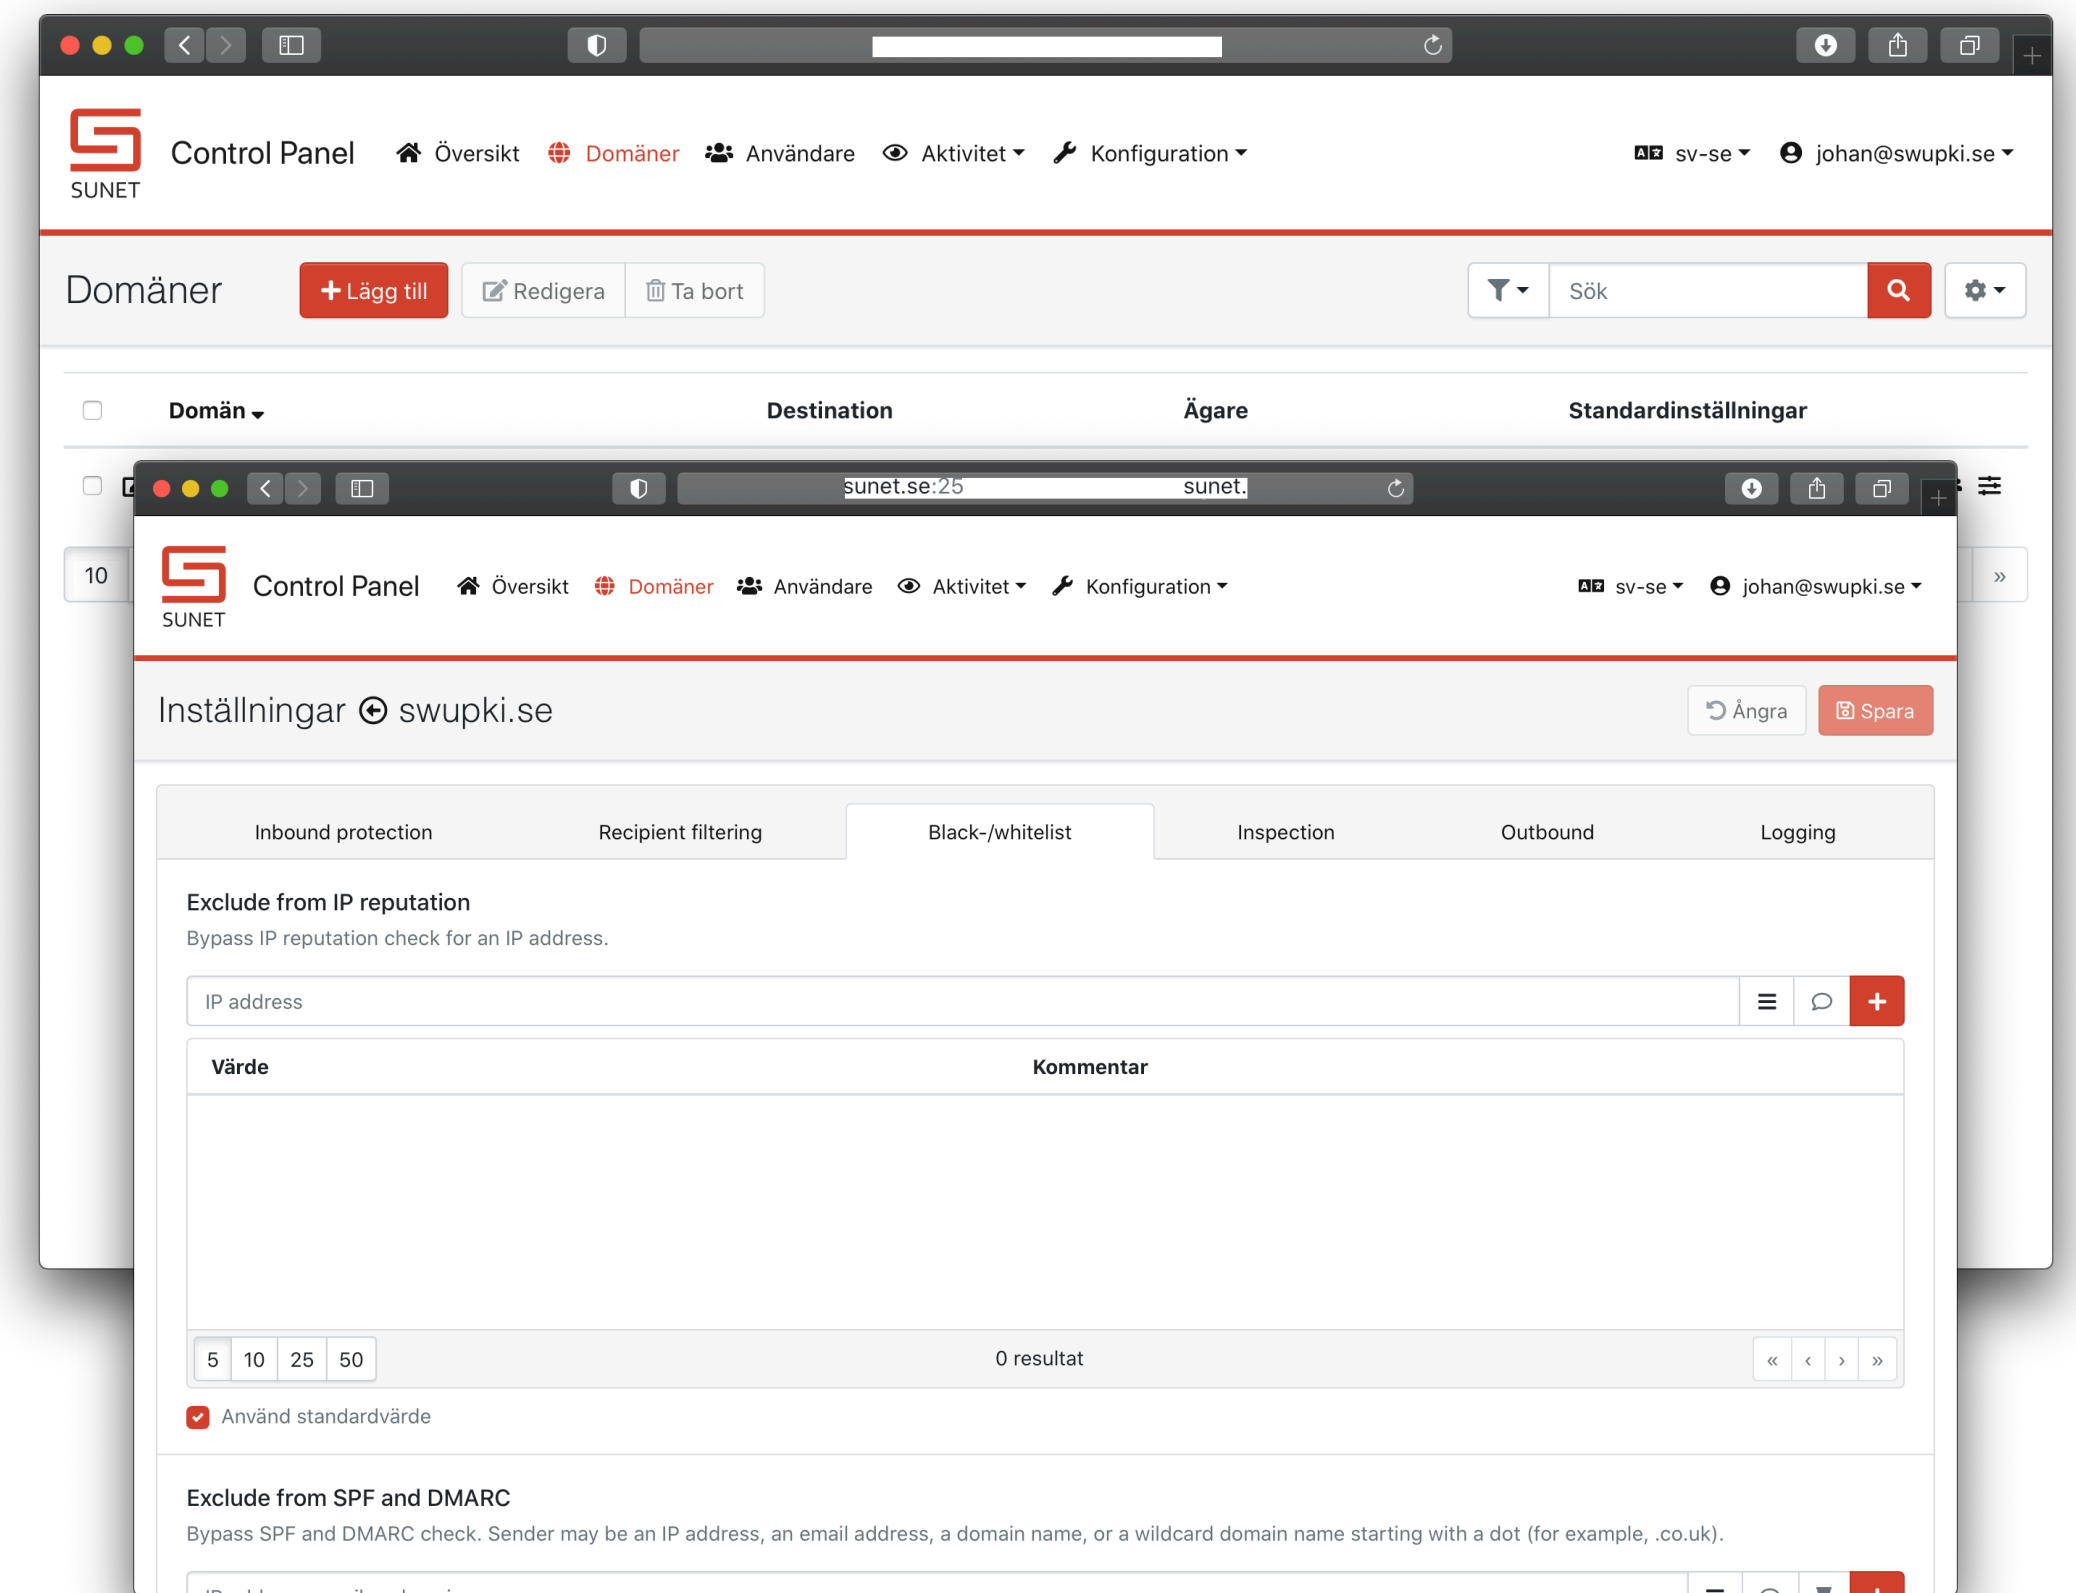 SUNET
Control Panel Översikt Domäner Användare Aktivitet Konfiguration sv-se johan@swupki.se
Domäner Lägg till Redigera Ta bort Sök
Domän Destination Ägare Standardinställningar
sunet.se:25 sunet.
10 »
SUNET
Control Panel Översikt Domäner Användare Aktivitet Konfiguration sv-se johan@swupki.se
Inställningar swupki.se Ångra Spara
Inbound protection Recipient filtering Black-/whitelist Inspection Outbound Logging
Exclude from IP reputation
Bypass IP reputation check for an IP address.
IP address
Värde Kommentar
5 10 25 50 0 resultat « ‹ › »
Använd standardvärde
Exclude from SPF and DMARC
Bypass SPF and DMARC check. Sender may be an IP address, an email address, a domain name, or a wildcard domain name starting with a dot (for example, .co.uk).